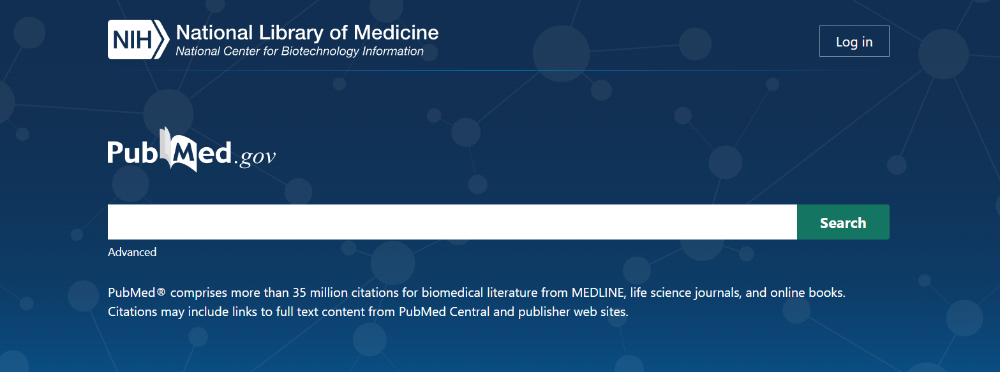 NIH National Library of Medicine
National Center for Biotechnology Information
Log in
PubMed.gov
Search
Advanced
PubMed® comprises more than 35 million citations for biomedical literature from MEDLINE, life science journals, and online books.
Citations may include links to full text content from PubMed Central and publisher web sites.